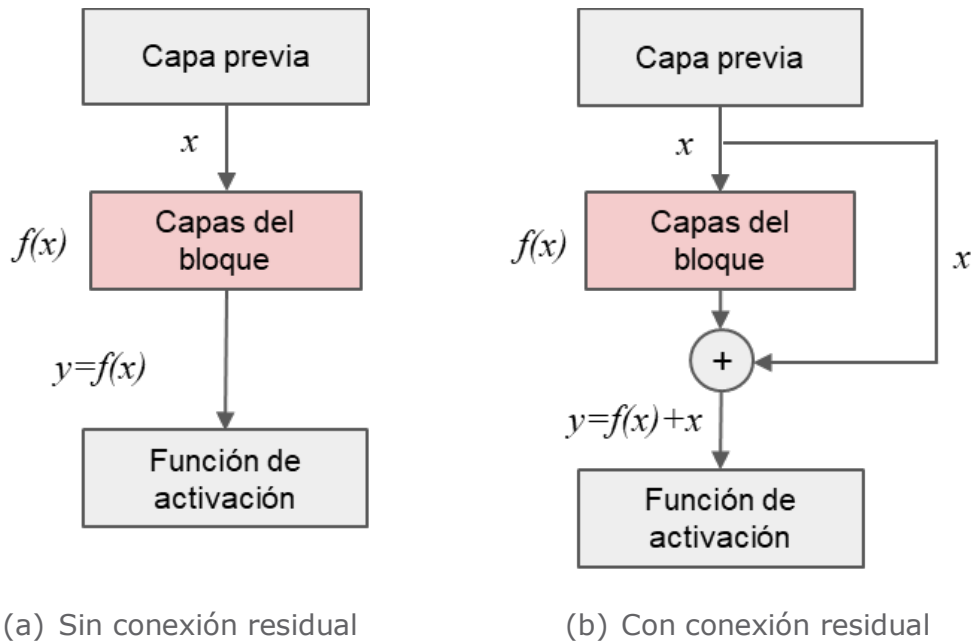 Capa previa
x
f(x)
Capas del
bloque
y=f(x)
Función de
activación
(a) Sin conexión residual
Capa previa
x
f(x)
Capas del
bloque
x
+
y=f(x)+x
Función de
activación
(b) Con conexión residual